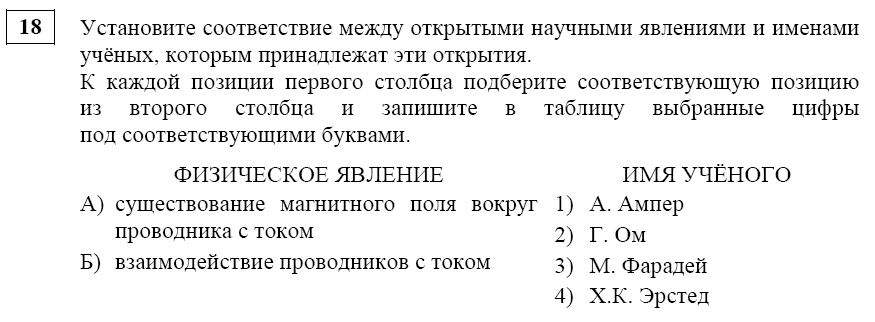 18
Установите соответствие между открытыми научными явлениями и именами
учёных, которым принадлежат эти открытия.
К каждой позиции первого столбца подберите соответствующую позицию
из второго столбца и запишите в таблицу выбранные цифры
под соответствующими буквами.
ФИЗИЧЕСКОЕ ЯВЛЕНИЕ
А) существование магнитного поля вокруг
проводника с током
Б) взаимодействие проводников с током
ИМЯ УЧЁНОГО
1) А. Ампер
2) Г. Ом
3) М. Фарадей
4) Х.К. Эрстед